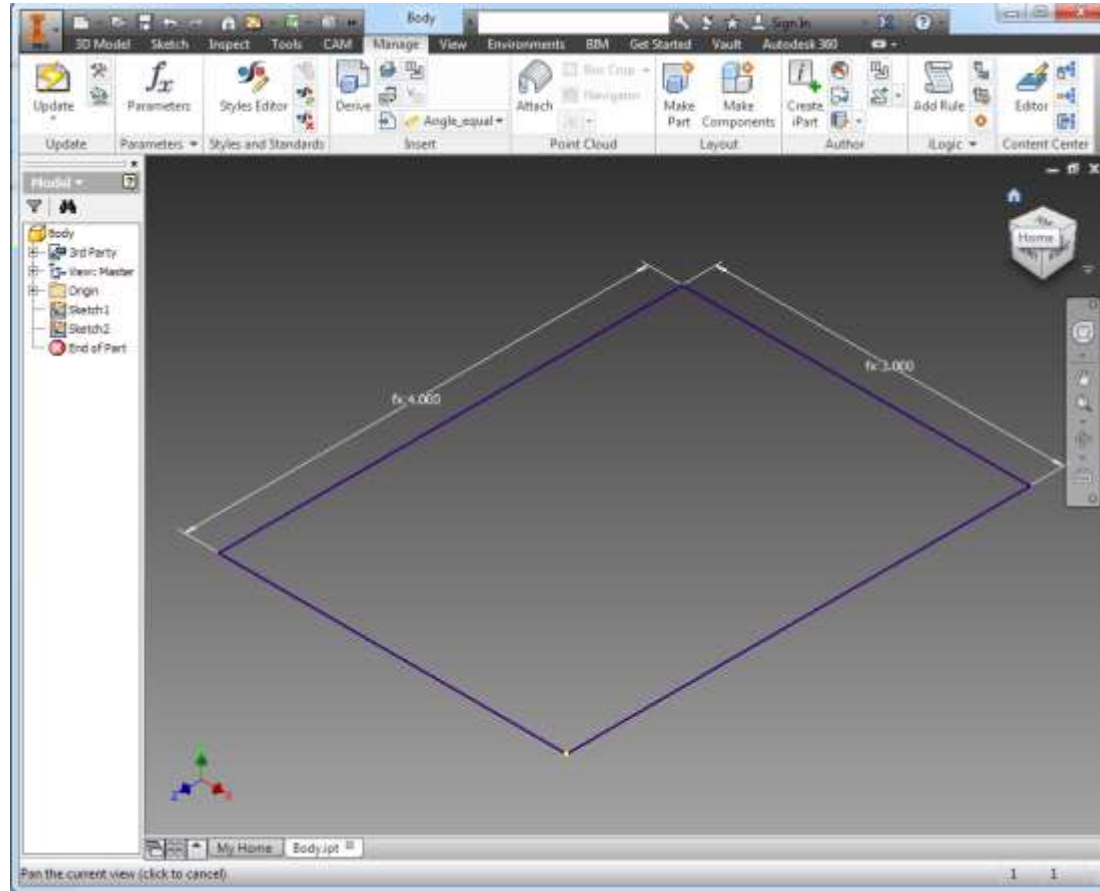 Body
Sign In
3D Model Sketch Inspect Tools CAM Manage View Environments BIM Get Started Vault Autodesk 360
Update
Parameters
Styles Editor
Derive
Angle_equal
Attach
Box Crop
Navigator
Make Part
Make Components
Create iPart
Add Rule
Editor
Update Parameters Styles and Standards Insert Point Cloud Layout Author iLogic Content Center
Model
Body
3rd Party
View: Master
Origin
Sketch1
Sketch2
End of Part
Home
fx:3.000
fx:4.000
My Home Body.ipt
Pan the current view (click to cancel) 1 1